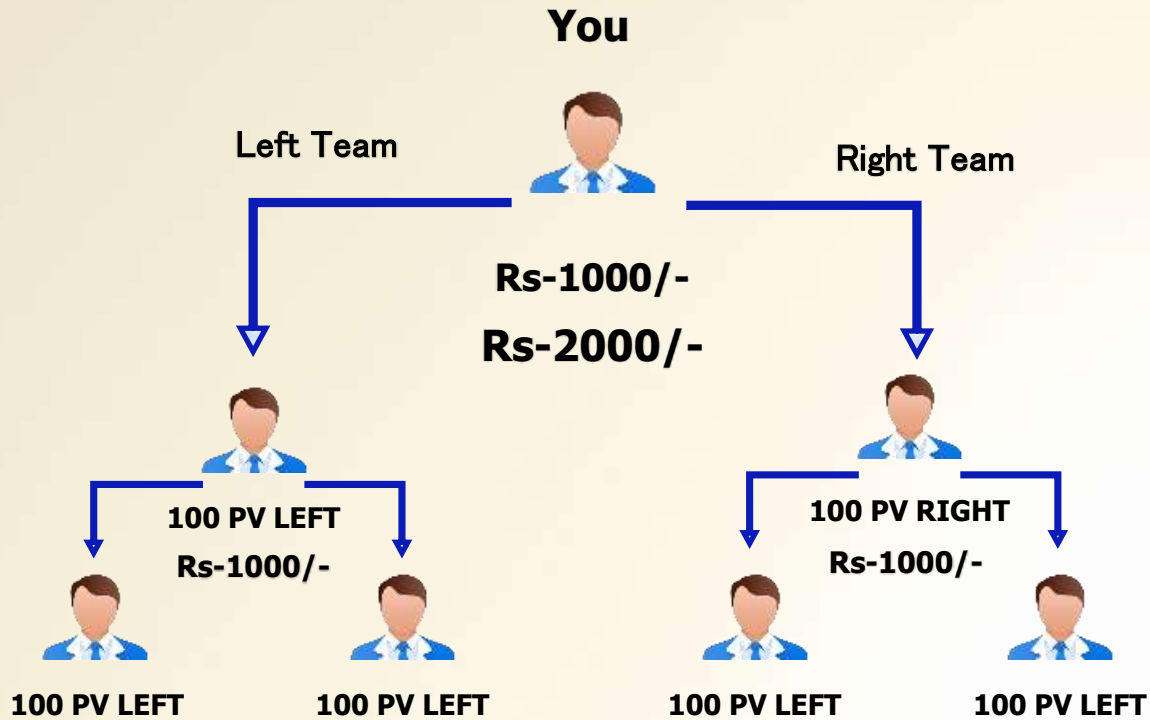 You
Left Team
Right Team
Rs-1000/-
Rs-2000/-
100 PV LEFT
Rs-1000/-
100 PV RIGHT
Rs-1000/-
100 PV LEFT
100 PV LEFT
100 PV LEFT
100 PV LEFT